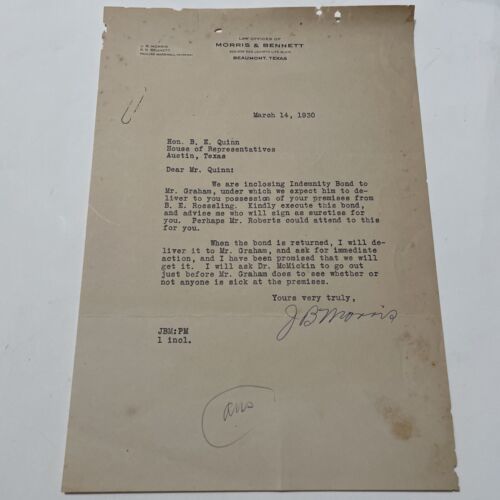 LAW OFFICES OF
MORRIS & BENNETT
BEAUMONT, TEXAS
J. B. MORRIS
BENNETT
March 14, 1930
Hon. B. E. Quinn
House of Representatives
Austin, Texas
Dear Mr. Quinn:
We are inclosing Indemnity Bond to
Mr. Graham, under which we expect him to de-
liver to you possession of your premises from
B. E. Roessling. Kindly execute this bond,
and advise me who will sign as sureties for
you. Perhaps Mr. Roberts could attend to this
for you.
When the bond is returned, I will de-
liver it to Mr. Graham, and ask for immediate
action, and I have been promised that we will
get it. I will ask Dr. McMickin to go out
just before Mr. Graham does to see whether or
not anyone is sick at the premises.
Yours very truly,
J B Morris
JBM:PM
1 incl.
ans